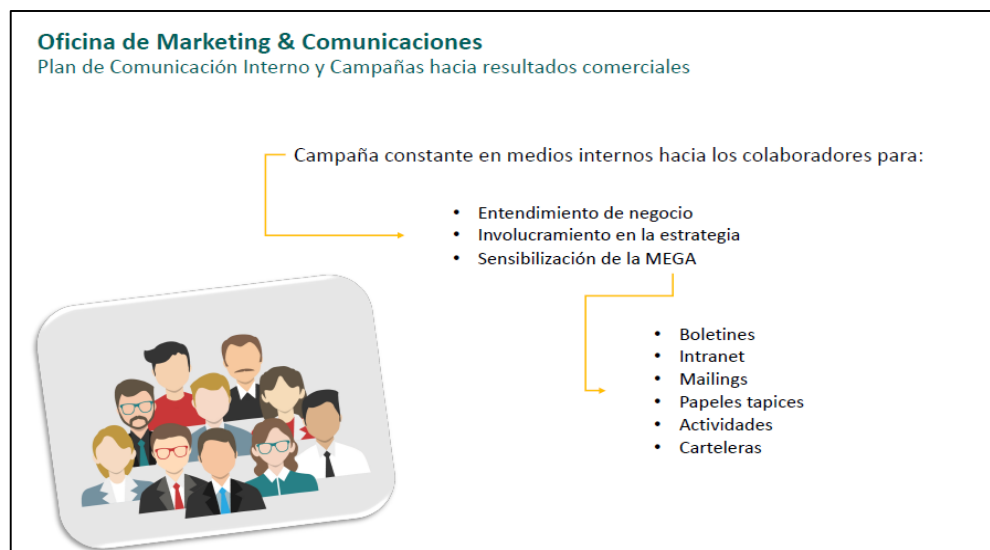 Oficina de Marketing & Comunicaciones
Plan de Comunicación Interno y Campañas hacia resultados comerciales
Campaña constante en medios internos hacia los colaboradores para:
• Entendimiento de negocio
• Involucramiento en la estrategia
• Sensibilización de la MEGA
• Boletines
• Intranet
• Mailings
• Papeles tapices
• Actividades
• Carteleras